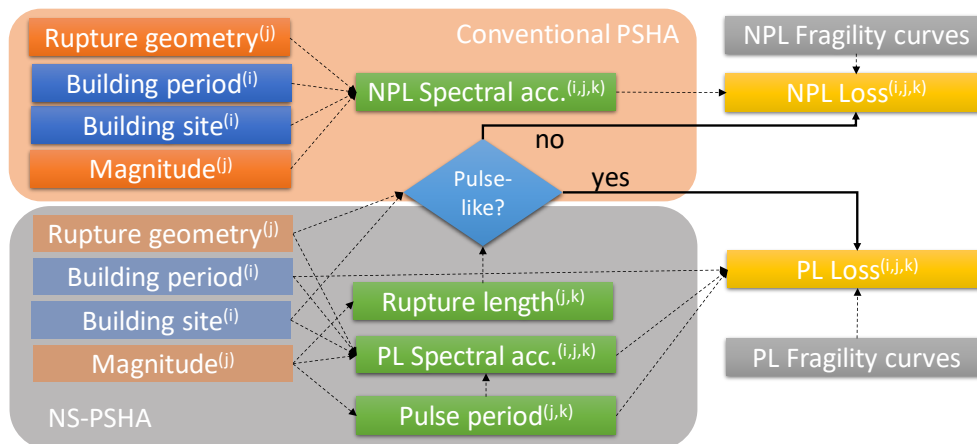 Conventional PSHA
Rupture geometry(j)
Building period(i)
Building site(i)
Magnitude(j)
NPL Spectral acc.(i,j,k)
NPL Fragility curves
NPL Loss(i,j,k)
no
Pulse-
like?
yes
Rupture geometry(j)
Building period(i)
Building site(i)
Magnitude(j)
Rupture length(j,k)
PL Spectral acc.(i,j,k)
Pulse period(j,k)
PL Loss(i,j,k)
PL Fragility curves
NS-PSHA